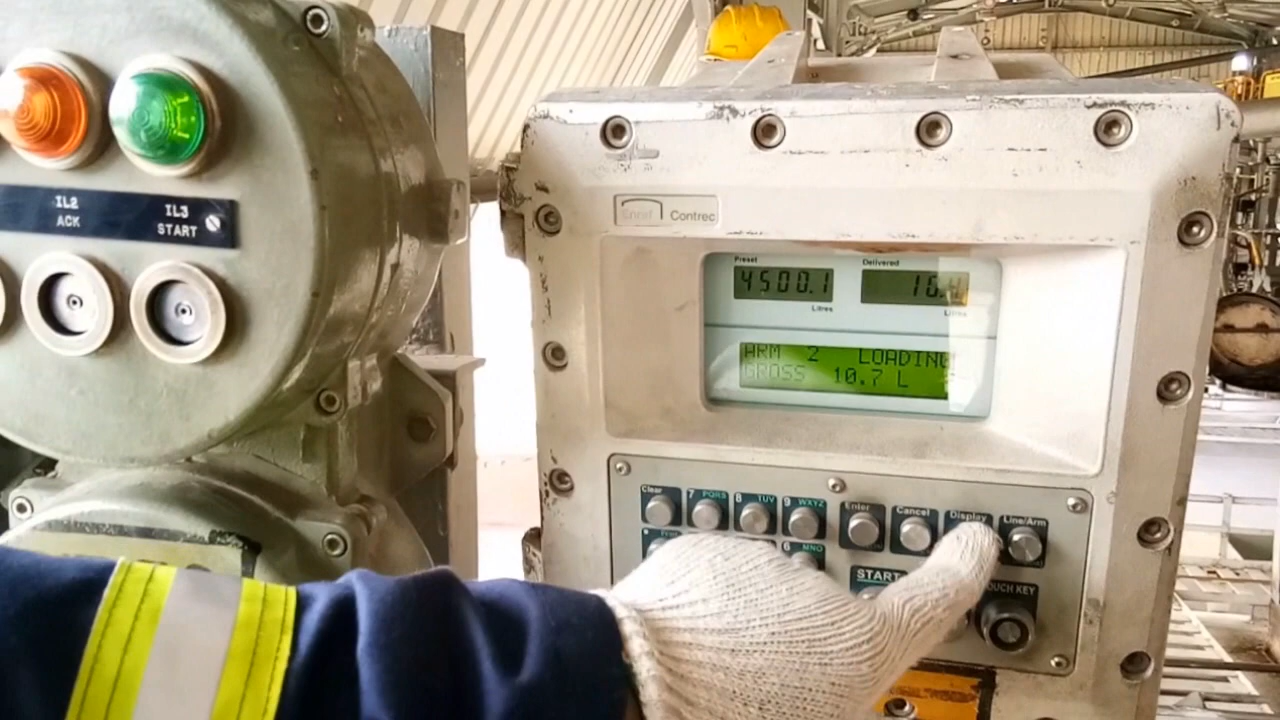 IL2
ACK
IL3
START
Enraf Contrec
Preset
4500.1
Litres
Delivered
Litres
ARM 2 LOADING
GROSS 10.7 L
Clear
7 PQRS
8 TUV
9 WXYZ
Enter
Cancel
Display
Line/Arm
6 MNO
START
TOUCH KEY